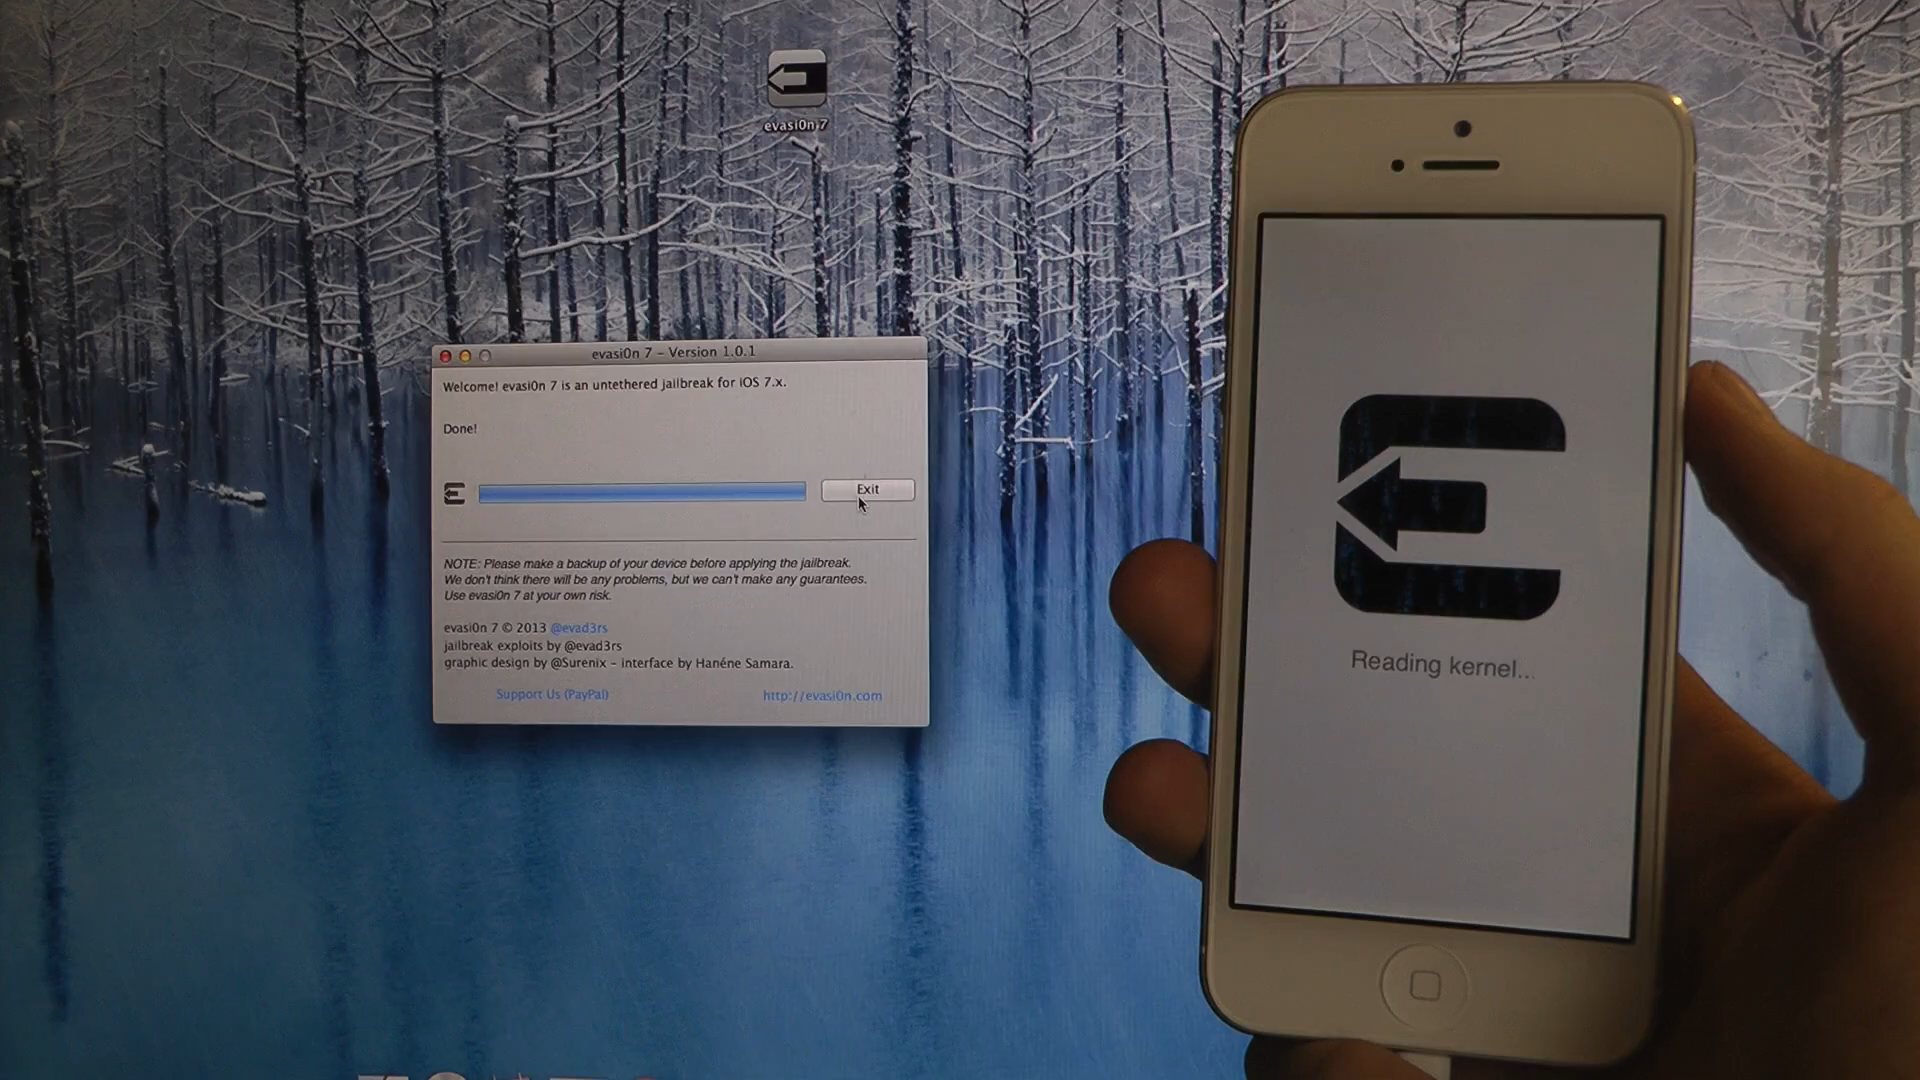 evasi0n 7
evasi0n 7 – Version 1.0.1
Welcome! evasi0n 7 is an untethered jailbreak for iOS 7.x.
Done!
Exit
NOTE: Please make a backup of your device before applying the jailbreak.
We don't think there will be any problems, but we can't make any guarantees.
Use evasi0n 7 at your own risk.
evasi0n 7 © 2013 @evad3rs
jailbreak exploits by @evad3rs
graphic design by @Surenix – interface by Hanéne Samara.
Support Us (PayPal)
http://evasi0n.com
Reading kernel...